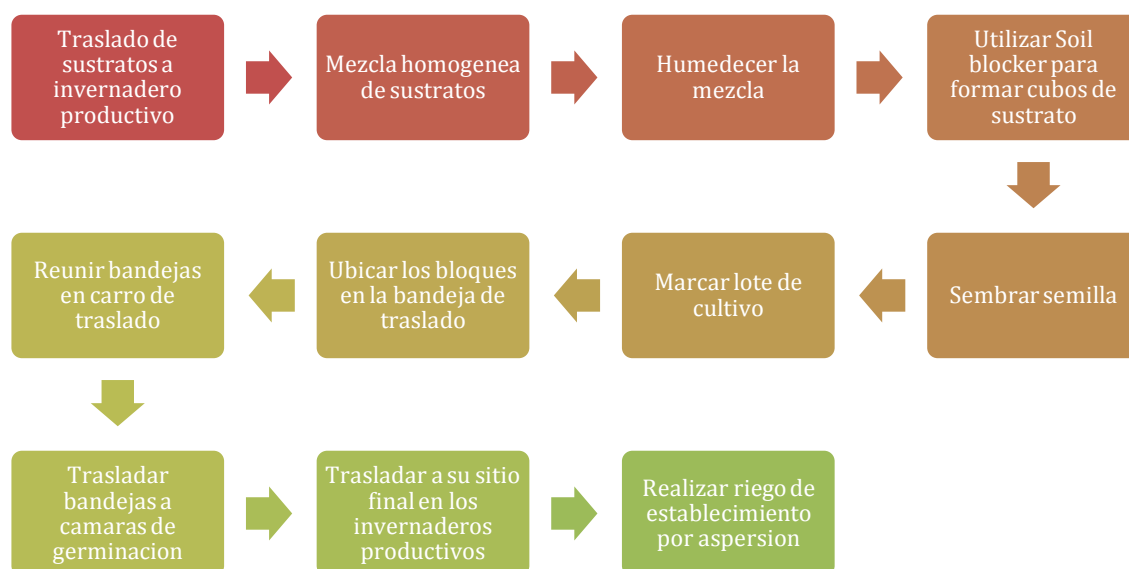 Traslado de
sustratos a
invernadero
productivo
Mezcla homogenea
de sustratos
Humedecer la
mezcla
Utilizar Soil
blocker para
formar cubos de
sustrato
Sembrar semilla
Marcar lote de
cultivo
Ubicar los bloques
en la bandeja de
traslado
Reunir bandejas
en carro de
traslado
Trasladar
bandejas a
camaras de
germinacion
Trasladar a su sitio
final en los
invernaderos
productivos
Realizar riego de
establecimiento
por aspersion